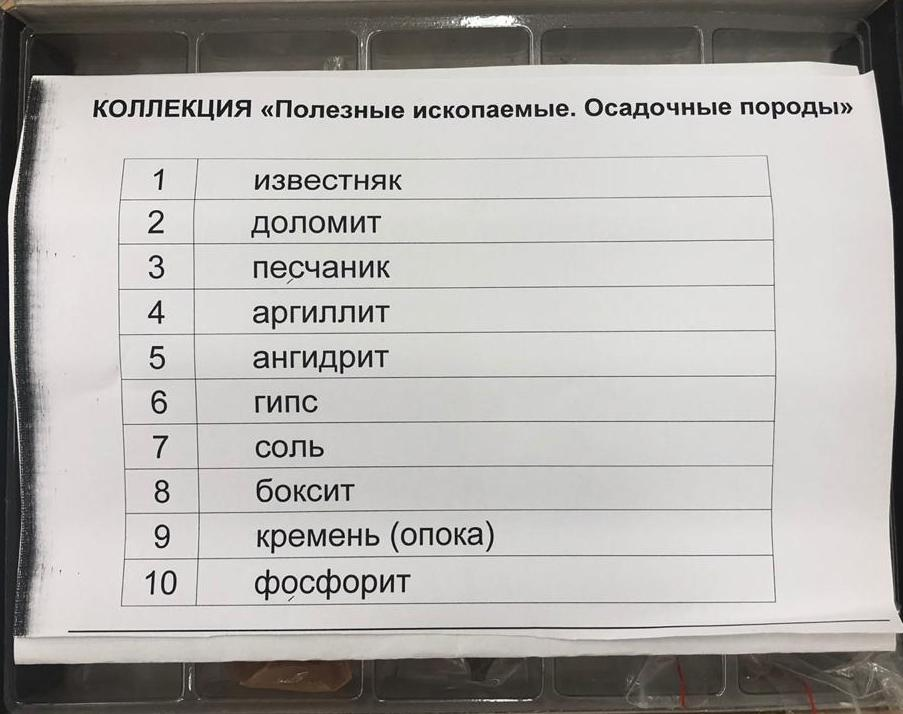 КОЛЛЕКЦИЯ «Полезные ископаемые. Осадочные породы»
1 известняк
2 доломит
3 песчаник
4 аргиллит
5 ангидрит
6 гипс
7 соль
8 боксит
9 кремень (опока)
10 фосфорит